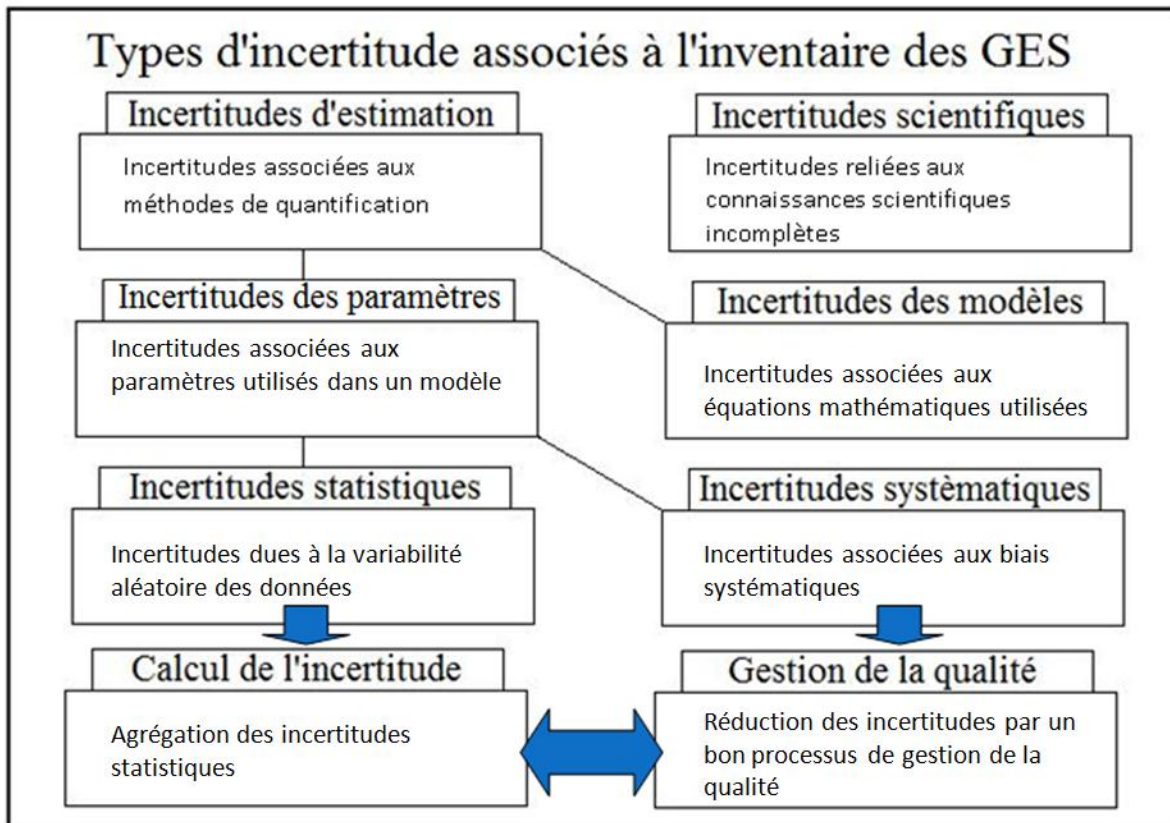 Types d'incertitude associés à l'inventaire des GES
Incertitudes d'estimation
Incertitudes associées aux
méthodes de quantification
Incertitudes scientifiques
Incertitudes reliées aux
connaissances scientifiques
incomplètes
Incertitudes des paramètres
Incertitudes associées aux
paramètres utilisés dans un modèle
Incertitudes des modèles
Incertitudes associées aux
équations mathématiques utilisées
Incertitudes statistiques
Incertitudes dues à la variabilité
aléatoire des données
Incertitudes systèmatiques
Incertitudes associées aux biais
systématiques
Calcul de l'incertitude
Agrégation des incertitudes
statistiques
Gestion de la qualité
Réduction des incertitudes par un
bon processus de gestion de la
qualité